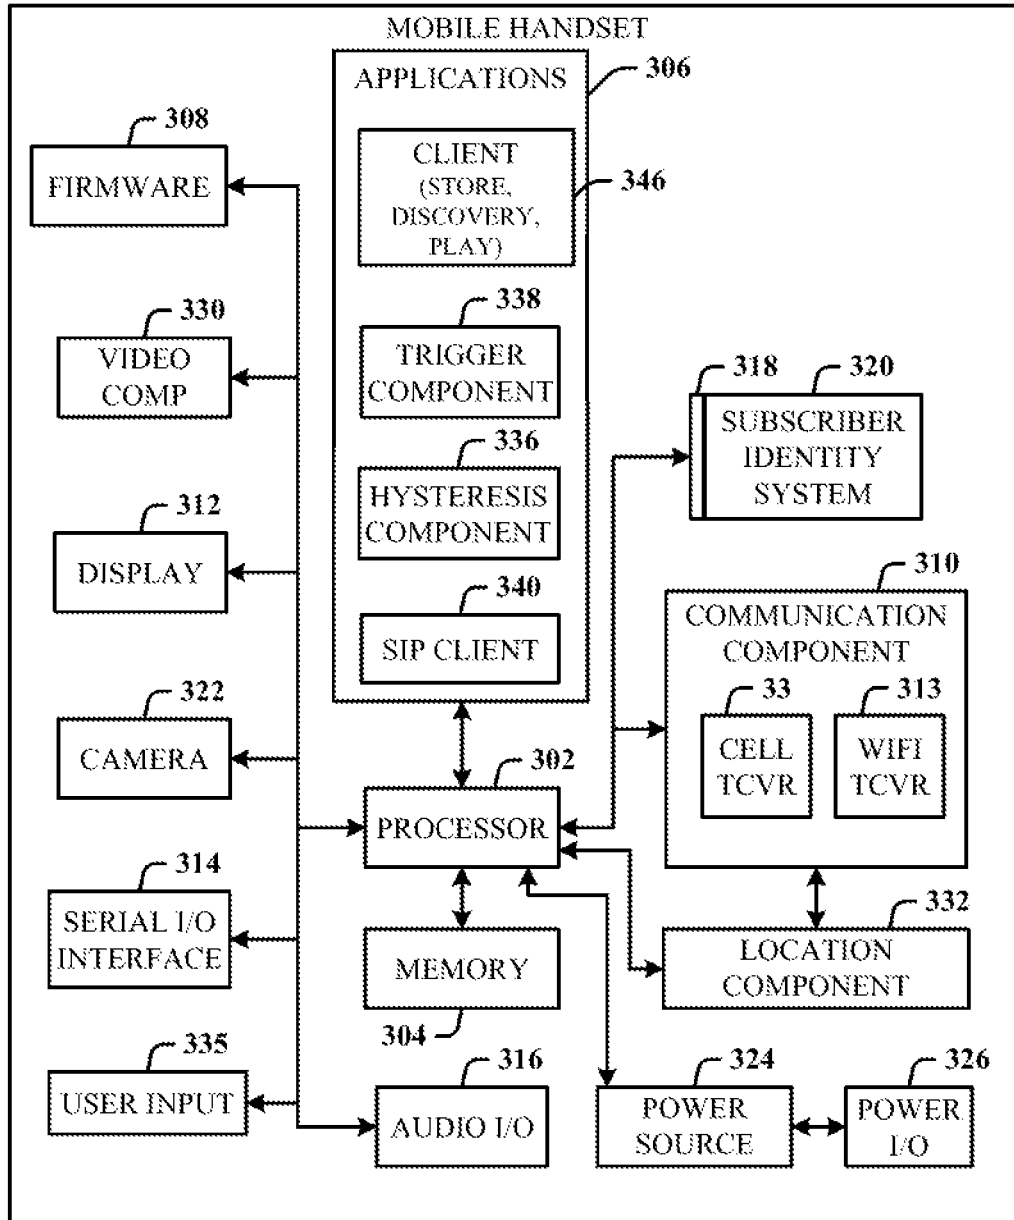 MOBILE HANDSET
APPLICATIONS
306
CLIENT
(STORE,
DISCOVERY,
PLAY)
346
338
TRIGGER
COMPONENT
336
HYSTERESIS
COMPONENT
340
SIP CLIENT
308
FIRMWARE
330
VIDEO
COMP
312
DISPLAY
322
CAMERA
314
SERIAL I/O
INTERFACE
335
USER INPUT
302
PROCESSOR
MEMORY
304
316
AUDIO I/O
318
320
SUBSCRIBER
IDENTITY
SYSTEM
310
COMMUNICATION
COMPONENT
33
CELL
TCVR
313
WIFI
TCVR
332
LOCATION
COMPONENT
324
POWER
SOURCE
326
POWER
I/O